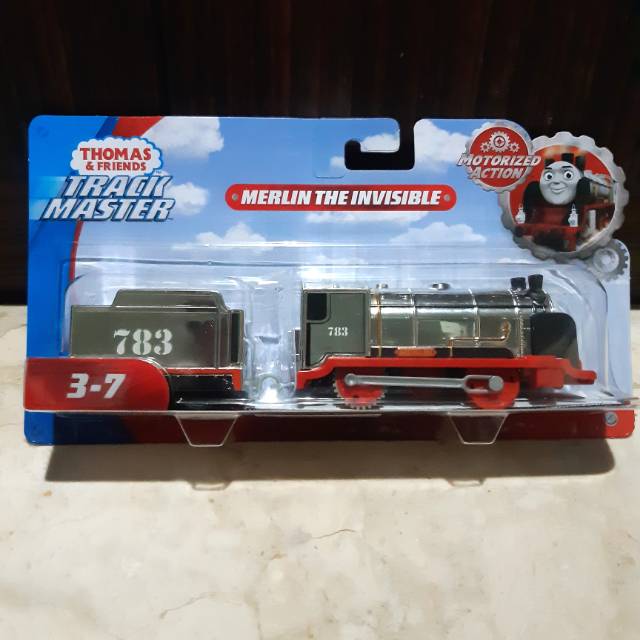 THOMAS
& FRIENDS
TRACK
MASTER
MERLIN THE INVISIBLE
MOTORIZED
ACTION
783
783
3-7